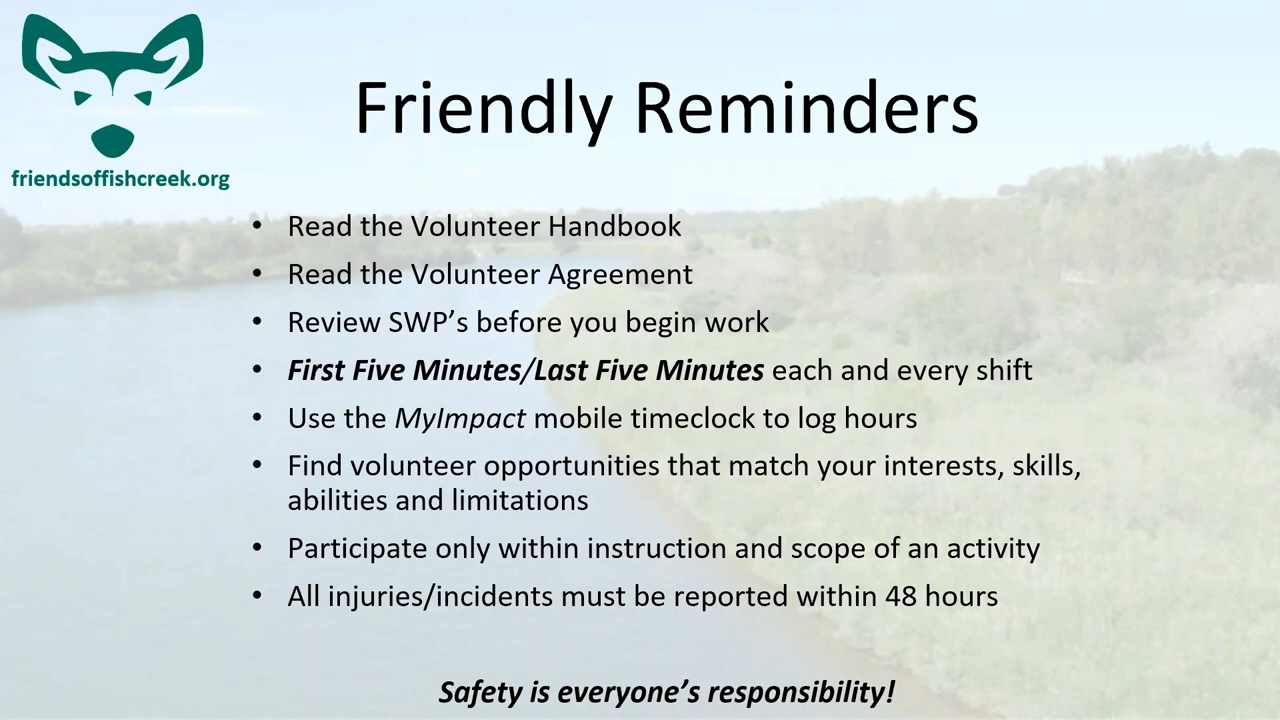 friendsoffishcreek.org
Friendly Reminders
• Read the Volunteer Handbook
• Read the Volunteer Agreement
• Review SWP’s before you begin work
• First Five Minutes/Last Five Minutes each and every shift
• Use the MyImpact mobile timeclock to log hours
• Find volunteer opportunities that match your interests, skills,
abilities and limitations
• Participate only within instruction and scope of an activity
• All injuries/incidents must be reported within 48 hours
Safety is everyone’s responsibility!